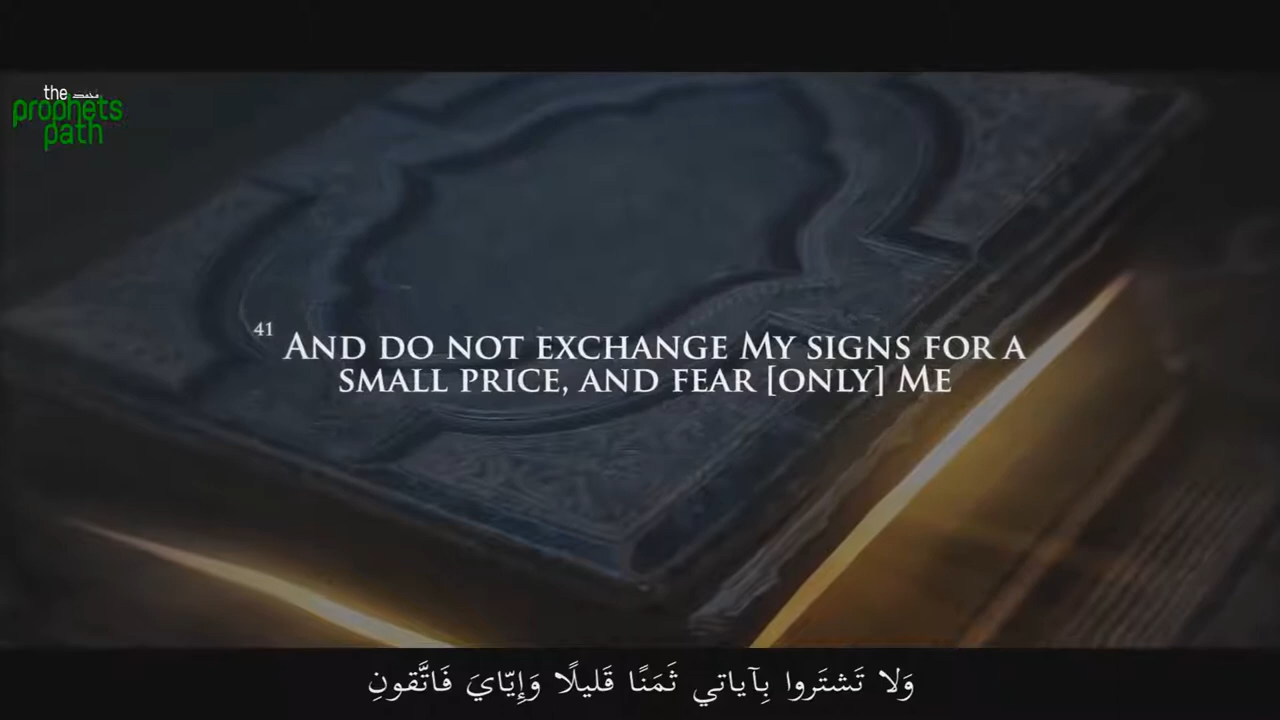 the محمد
prophets
path
41 And do not exchange My signs for a
small price, and fear [only] Me
وَلا تَشتَروا بِآياتي ثَمَنًا قَليلًا وَإِيّايَ فَاتَّقونِ